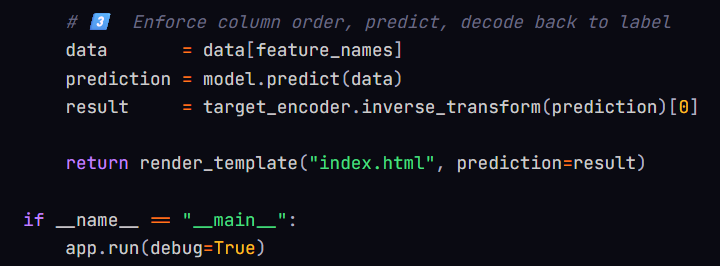 # 3️⃣ Enforce column order, predict, decode back to label
data       = data[feature_names]
prediction = model.predict(data)
result     = target_encoder.inverse_transform(prediction)[0]
return render_template("index.html", prediction=result)
if __name__ == "__main__":
app.run(debug=True)